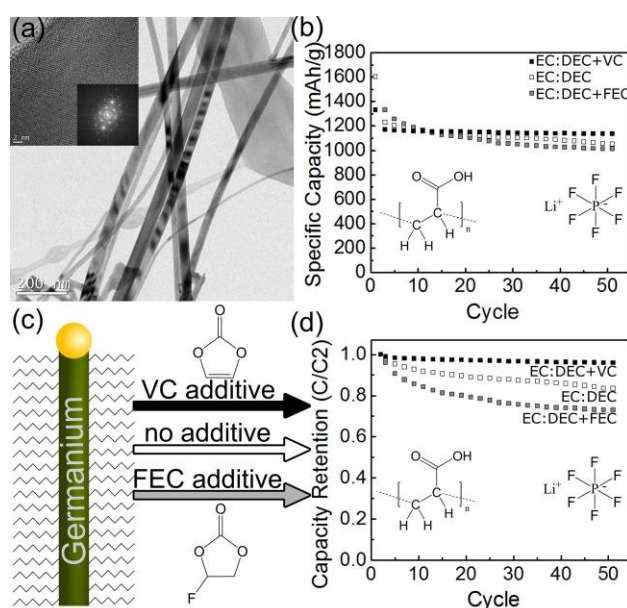 (a)
2 nm
200 nm
(b)
Specific Capacity (mAh/g)
1800
1600
1400
1200
1000
800
600
400
200
0
EC:DEC+VC
EC:DEC
EC:DEC+FEC
O
OH
C
C
C
H
H
H
n
Li+
F
F
F
P-
F
F
F
0
10
20
30
40
50
Cycle
(c)
Germanium
O
O
O
VC additive
no additive
FEC additive
O
O
O
F
(d)
Capacity Retention (C/C2)
1.0
0.8
0.6
0.4
0.2
0.0
EC:DEC+VC
EC:DEC
EC:DEC+FEC
O
OH
C
C
C
H
H
H
n
Li+
F
F
F
P-
F
F
F
0
10
20
30
40
50
Cycle